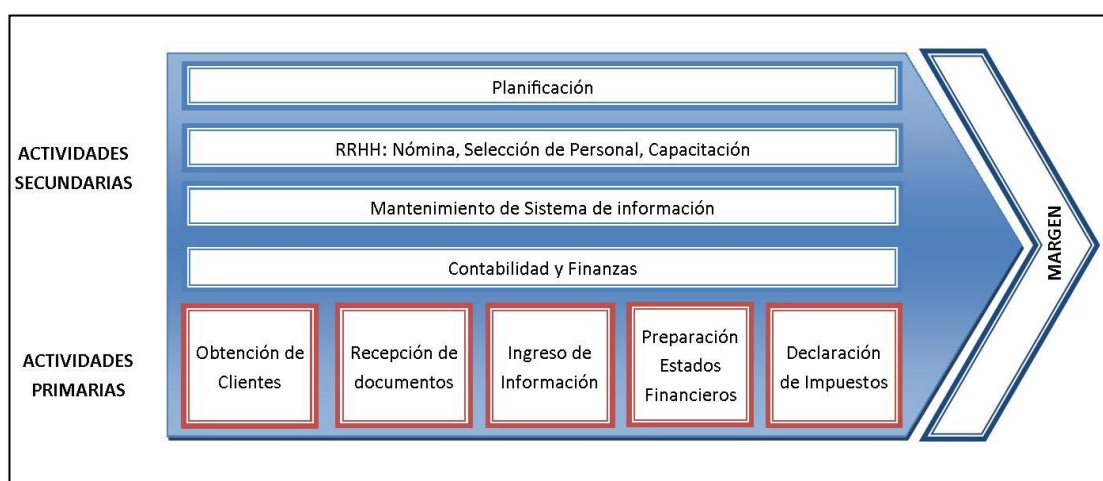 ACTIVIDADES
SECUNDARIAS
Planificación
RRHH: Nómina, Selección de Personal, Capacitación
Mantenimiento de Sistema de información
Contabilidad y Finanzas
ACTIVIDADES
PRIMARIAS
Obtención de
Clientes
Recepción de
documentos
Ingreso de
Información
Preparación
Estados
Financieros
Declaración
de Impuestos
MARGEN